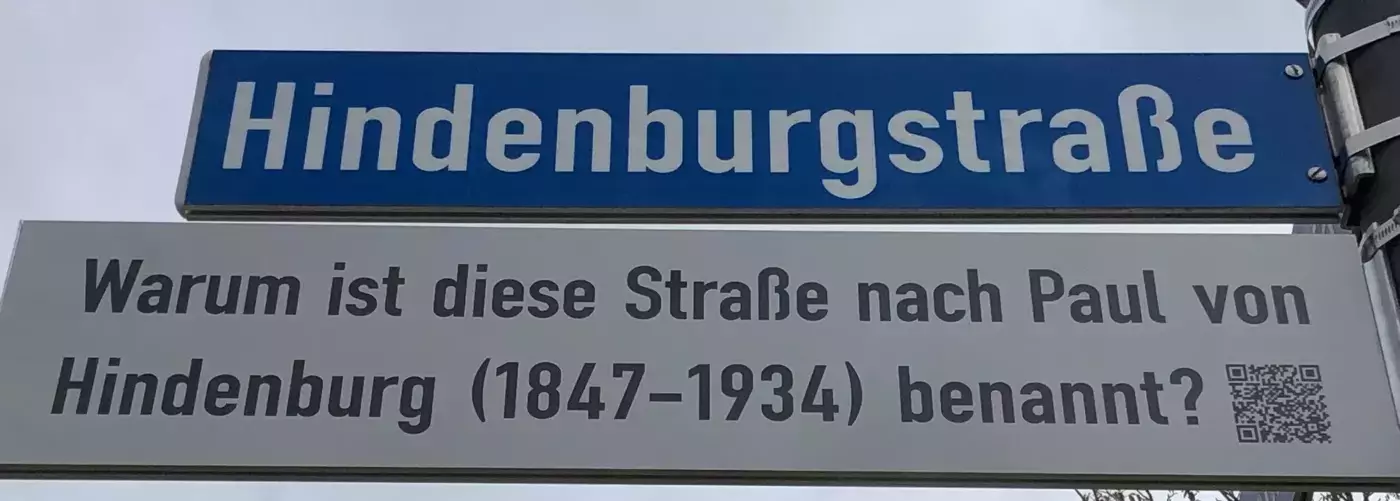 Hindenburgstraße
Warum ist diese Straße nach Paul von
Hindenburg (1847–1934) benannt?